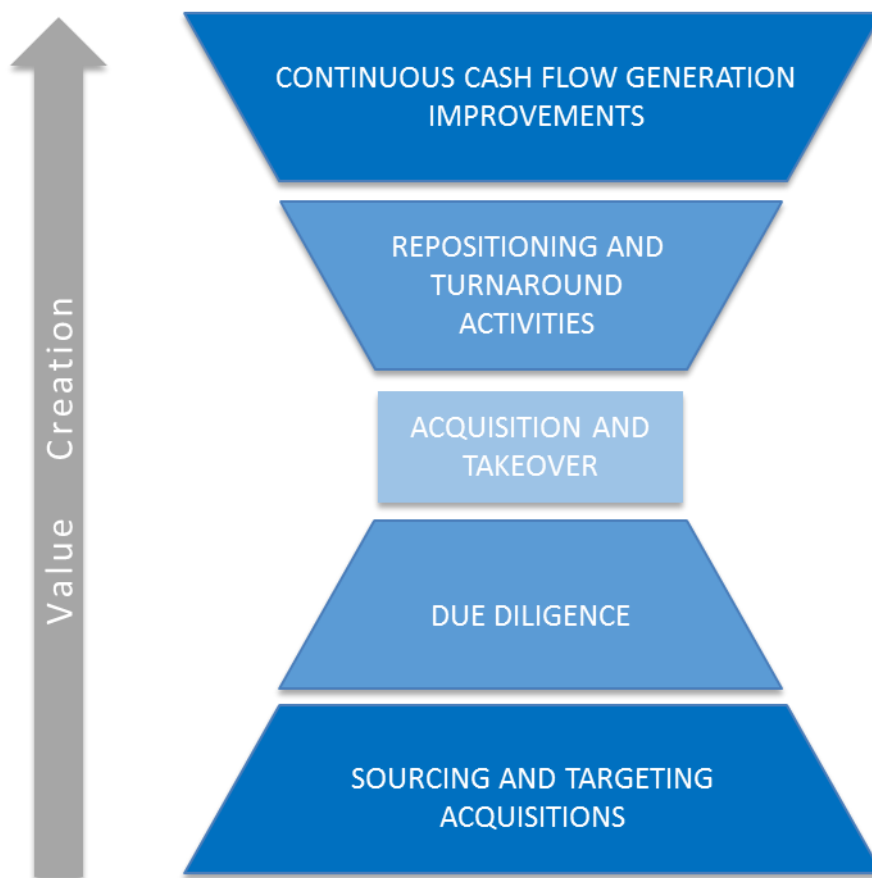 CONTINUOUS CASH FLOW GENERATION
IMPROVEMENTS
REPOSITIONING AND
TURNAROUND
ACTIVITIES
ACQUISITION AND
TAKEOVER
DUE DILIGENCE
SOURCING AND TARGETING
ACQUISITIONS
Value Creation